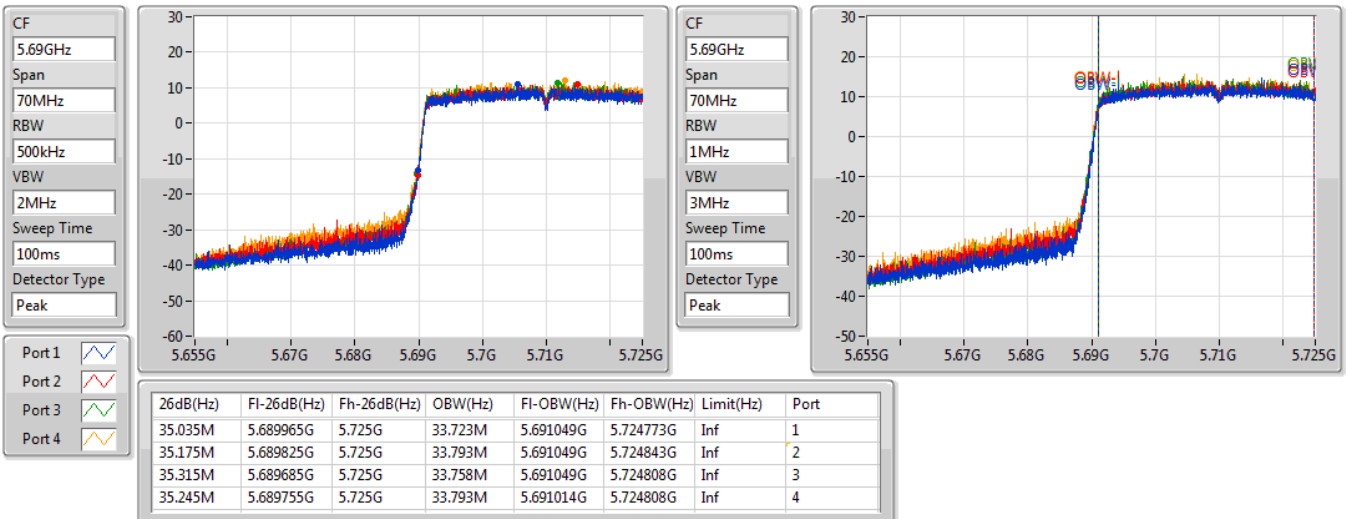 CF
5.69GHz
Span
70MHz
RBW
500kHz
VBW
2MHz
Sweep Time
100ms
Detector Type
Peak
30
20
10
0
-10
-20
-30
-40
-50
-60
5.655G 5.67G 5.68G 5.69G 5.7G 5.71G 5.725G
CF
5.69GHz
Span
70MHz
RBW
1MHz
VBW
3MHz
Sweep Time
100ms
Detector Type
Peak
30
20
10
0
-10
-20
-30
-40
-50
5.655G 5.67G 5.68G 5.69G 5.7G 5.71G 5.725G
Port 1
Port 2
Port 3
Port 4
26dB(Hz) Fl-26dB(Hz) Fh-26dB(Hz) OBW(Hz) Fl-OBW(Hz) Fh-OBW(Hz) Limit(Hz) Port
35.035M 5.689965G 5.725G 33.723M 5.691049G 5.724773G Inf 1
35.175M 5.689825G 5.725G 33.793M 5.691049G 5.724843G Inf 2
35.315M 5.689685G 5.725G 33.758M 5.691049G 5.724808G Inf 3
35.245M 5.689755G 5.725G 33.793M 5.691014G 5.724808G Inf 4